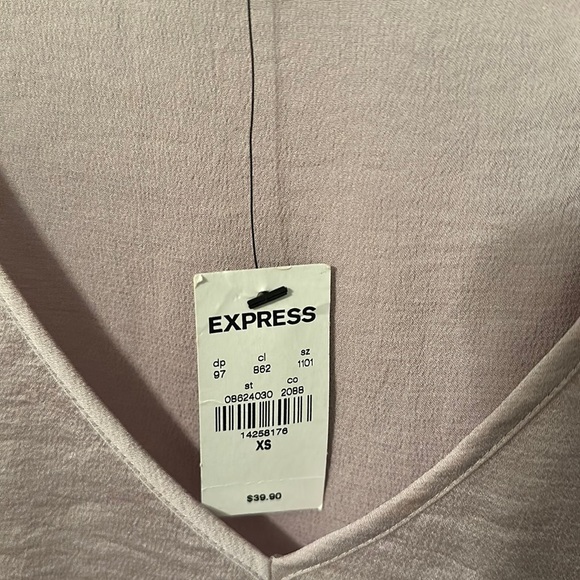 EXPRESS
dp cl sz
97 862 1101
st co
08624030 2088
14258176
XS
$39.90